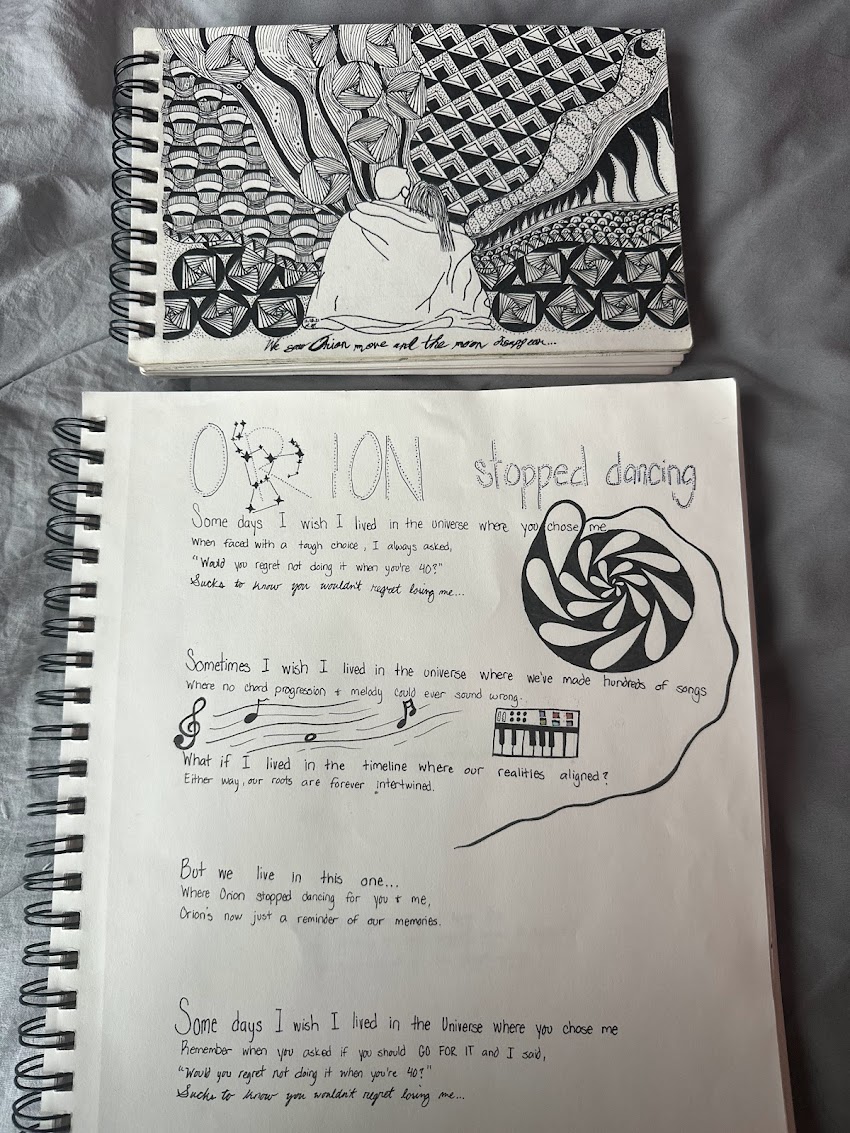 We saw Orion move and the moon disappear...
ORION stopped dancing
Some days I wish I lived in the universe where you chose me
When faced with a tough choice, I always asked,
"Would you regret not doing it when you're 40?"
Sucks to know you wouldn't regret losing me...
Sometimes I wish I lived in the universe where we've made hundreds of songs
Where no chord progression + melody could ever sound wrong.
What if I lived in the timeline where our realities aligned?
Either way, our roots are forever intertwined.
But we live in this one...
Where Orion stopped dancing for you + me,
Orion's now just a reminder of our memories.
Some days I wish I lived in the Universe where you chose me
Remember when you asked if you should GO FOR IT and I said,
"Would you regret not doing it when you're 40?"
Sucks to know you wouldn't regret losing me...